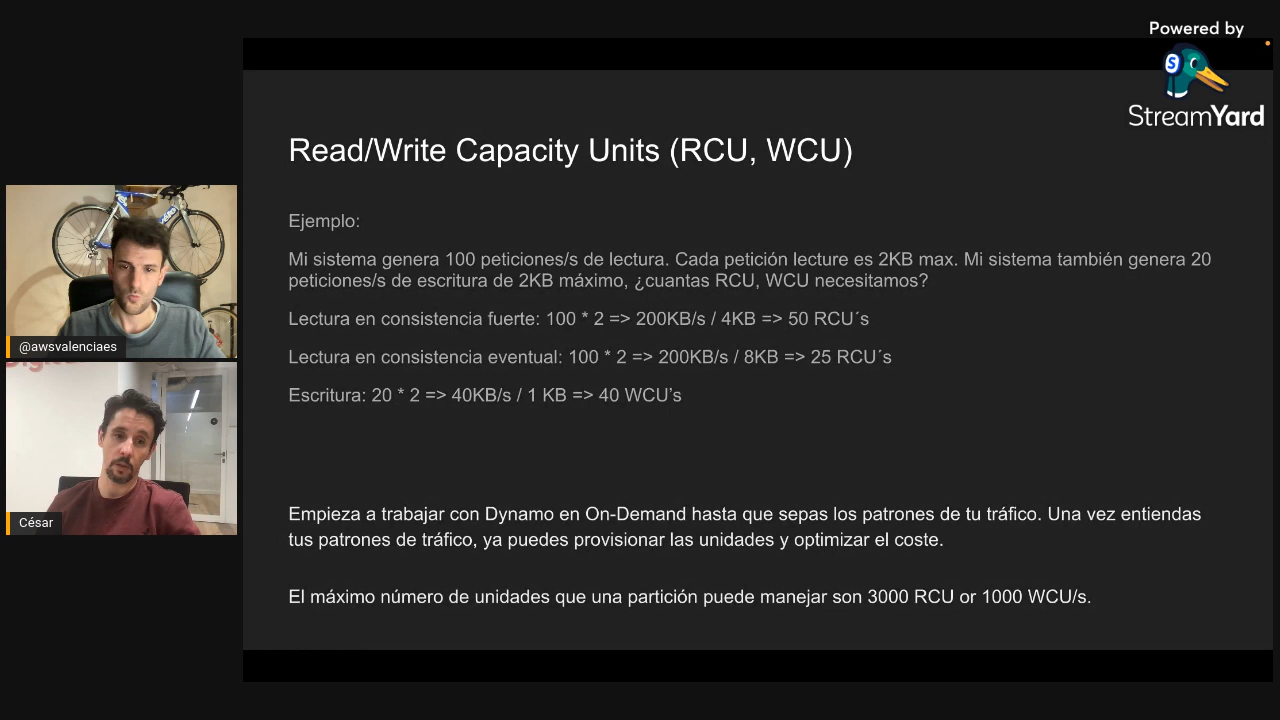 Powered by
StreamYard
Read/Write Capacity Units (RCU, WCU)
Ejemplo:
Mi sistema genera 100 peticiones/s de lectura. Cada petición lecture es 2KB max. Mi sistema también genera 20
peticiones/s de escritura de 2KB máximo, ¿cuantas RCU, WCU necesitamos?
Lectura en consistencia fuerte: 100 * 2 => 200KB/s / 4KB => 50 RCU´s
Lectura en consistencia eventual: 100 * 2 => 200KB/s / 8KB => 25 RCU´s
Escritura: 20 * 2 => 40KB/s / 1 KB => 40 WCU’s
Empieza a trabajar con Dynamo en On-Demand hasta que sepas los patrones de tu tráfico. Una vez entiendas
tus patrones de tráfico, ya puedes provisionar las unidades y optimizar el coste.
El máximo número de unidades que una partición puede manejar son 3000 RCU or 1000 WCU/s.
@awsvalenciaes
César